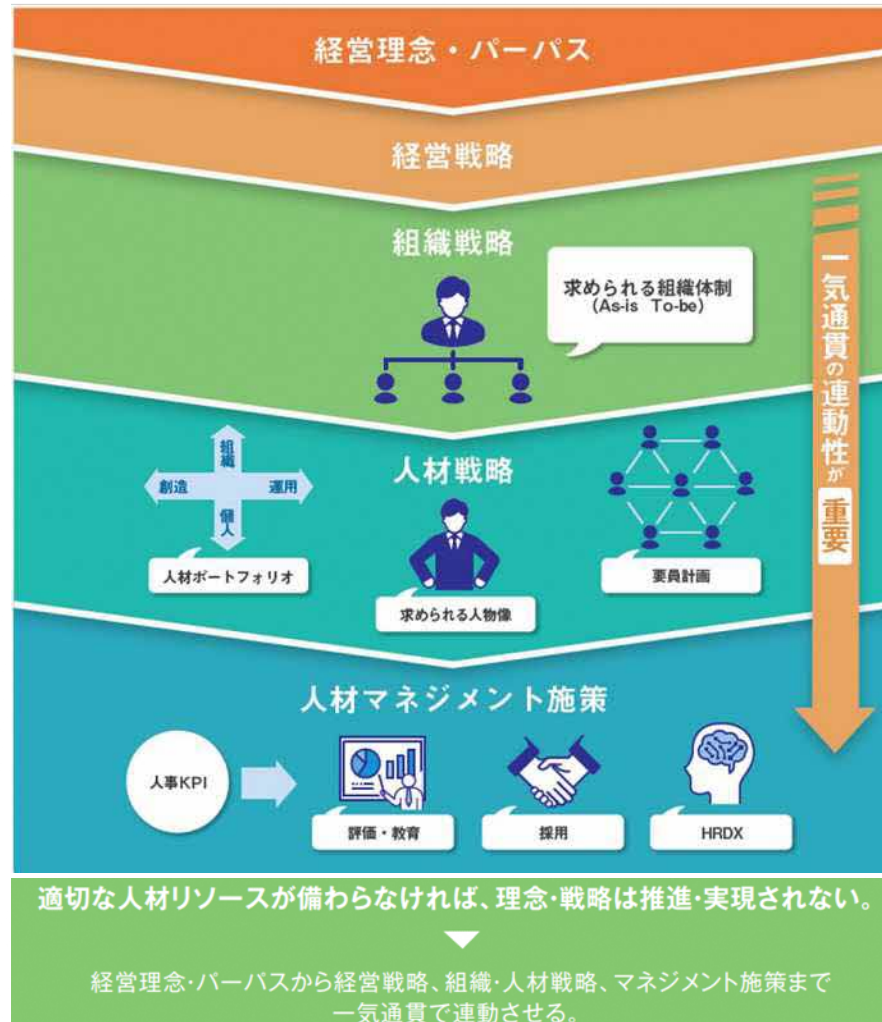 経営理念・パーパス
経営戦略
組織戦略
求められる組織体制
(As-is To-be)
一気通貫の連動性が重要
人材戦略
組織
創造
運用
個人
人材ポートフォリオ
求められる人物像
要員計画
人材マネジメント施策
人事KPI
評価・教育
採用
HRDX
適切な人材リソースが備わらなければ、理念・戦略は推進・実現されない。
経営理念・パーパスから経営戦略、組織・人材戦略、マネジメント施策まで
一気通貫で連動させる。